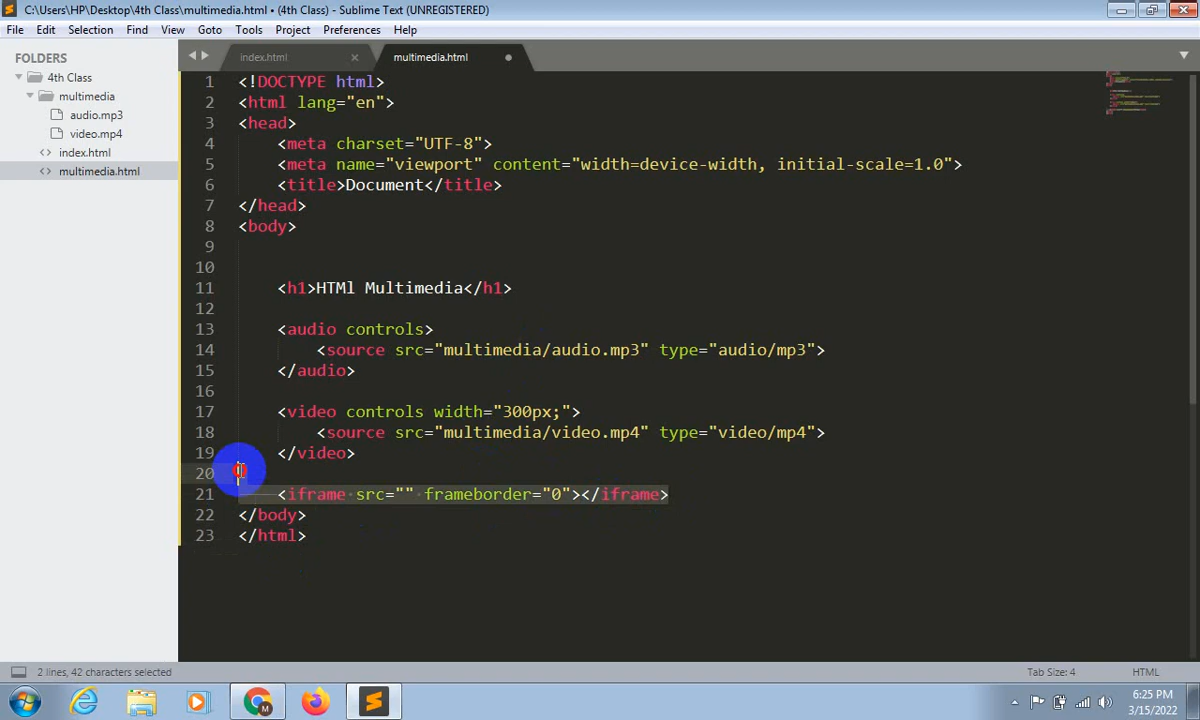 C:\Users\HP\Desktop\4th Class\multimedia.html • (4th Class) - Sublime Text (UNREGISTERED)
File Edit Selection Find View Goto Tools Project Preferences Help
FOLDERS
4th Class
multimedia
audio.mp3
video.mp4
index.html
multimedia.html
index.html
multimedia.html
1 <!DOCTYPE html>
2 <html lang="en">
3 <head>
4 <meta charset="UTF-8">
5 <meta name="viewport" content="width=device-width, initial-scale=1.0">
6 <title>Document</title>
7 </head>
8 <body>
9
10
11 <h1>HTMl Multimedia</h1>
12
13 <audio controls>
14 <source src="multimedia/audio.mp3" type="audio/mp3">
15 </audio>
16
17 <video controls width="300px;">
18 <source src="multimedia/video.mp4" type="video/mp4">
19 </video>
20
21 <iframe src="" frameborder="0"></iframe>
22 </body>
23 </html>
2 lines, 42 characters selected
Tab Size: 4
HTML
6:25 PM
3/15/2022